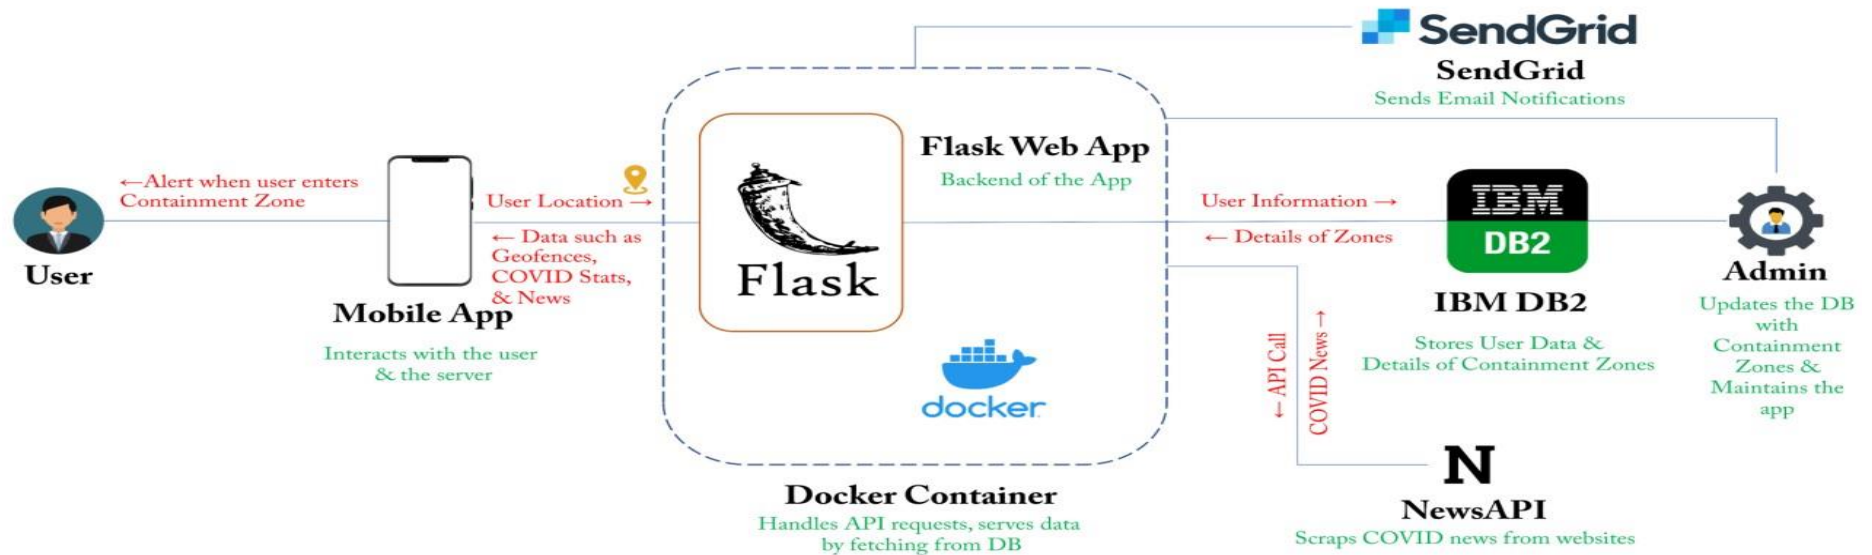 SendGrid
SendGrid
Sends Email Notifications
←Alert when user enters
Containment Zone
User
Mobile App
Interacts with the user
& the server
User Location →
← Data such as
Geofences,
COVID Stats,
& News
Flask
Flask Web App
Backend of the App
docker
Docker Container
Handles API requests, serves data
by fetching from DB
User Information →
← Details of Zones
IBM
DB2
IBM DB2
Stores User Data &
Details of Containment Zones
Admin
Updates the DB
with
Containment
Zones &
Maintains the
app
← API Call
COVID News →
N
NewsAPI
Scraps COVID news from websites